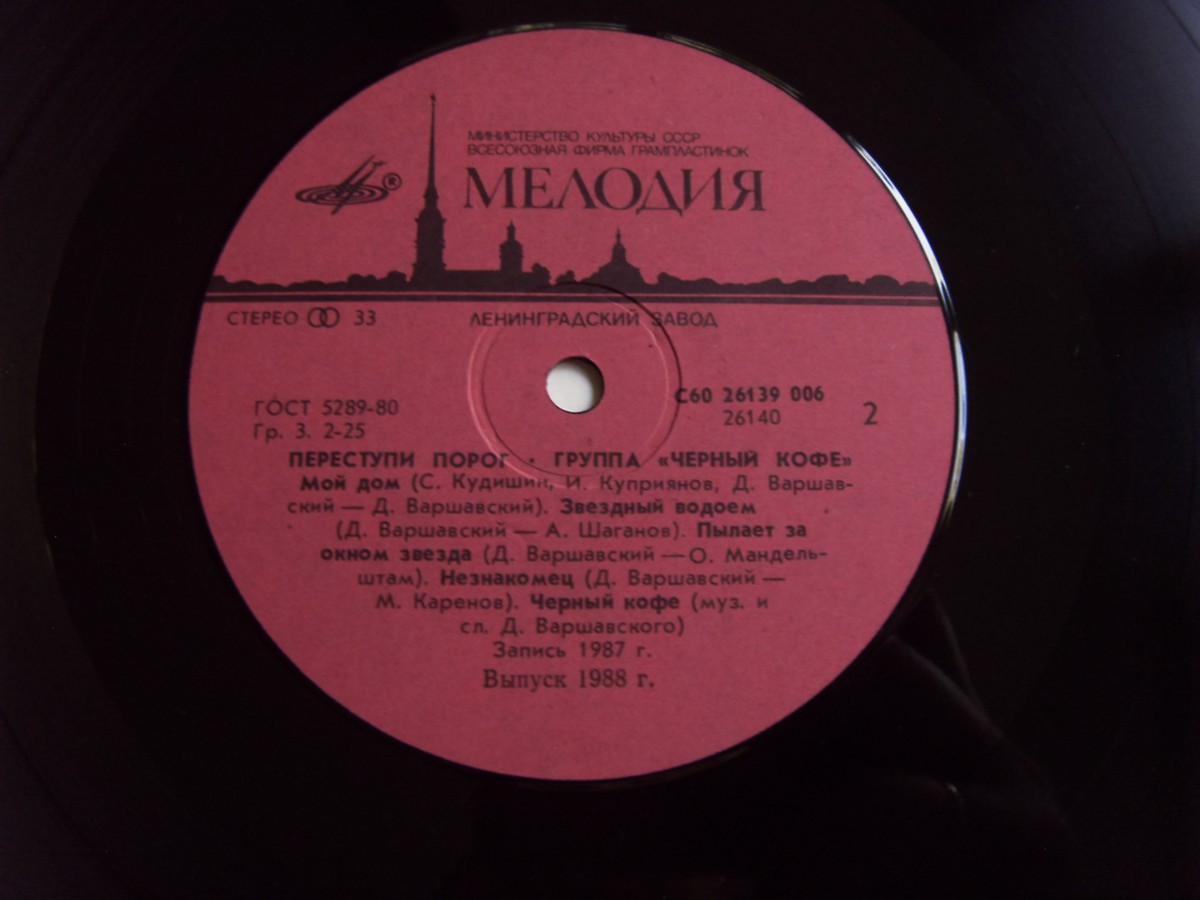 МИНИСТЕРСТВО КУЛЬТУРЫ СССР
ВСЕСОЮЗНАЯ ФИРМА ГРАМПЛАСТИНОК
МЕЛОДИЯ
®
СТЕРЕО 33
ЛЕНИНГРАДСКИЙ ЗАВОД
ГОСТ 5289-80
Гр. 3. 2-25
С60 26139 006
26140
2
ПЕРЕСТУПИ ПОРОГ · ГРУППА «ЧЕРНЫЙ КОФЕ»
Мой дом (С. Кудишин, И. Куприянов, Д. Варшав-
ский — Д. Варшавский). Звездный водоем
(Д. Варшавский — А. Шаганов). Пылает за
окном звезда (Д. Варшавский — О. Мандель-
штам). Незнакомец (Д. Варшавский —
М. Каренов). Черный кофе (муз. и
сл. Д. Варшавского)
Запись 1987 г.
Выпуск 1988 г.